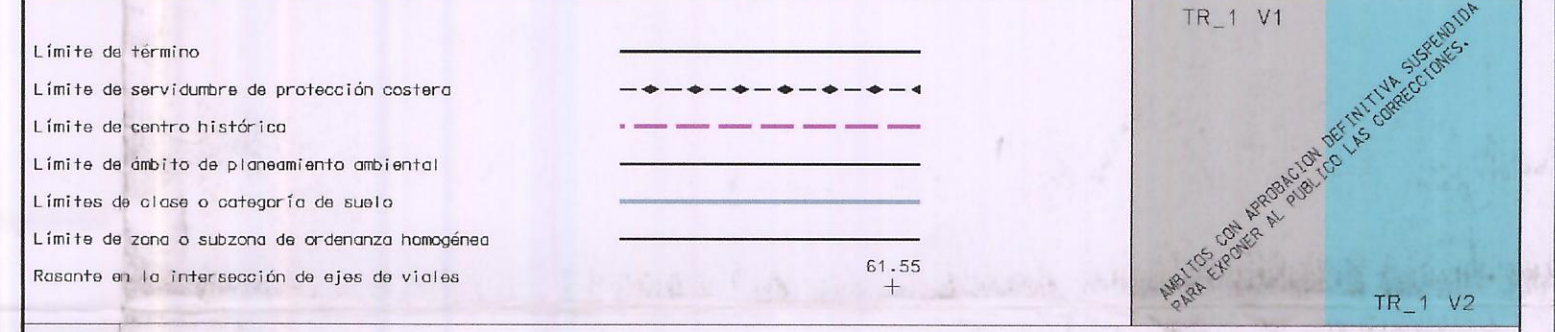 Límite de término
Límite de servidumbre de protección costera
Límite de centro histórico
Límite de ámbito de planeamiento ambiental
Límites de clase o categoría de suelo
Límite de zona o subzona de ordenanza homogénea
Rasante en la intersección de ejes de viales
61.55
TR_1 V1
AMBITOS CON APROBACION DEFINITIVA SUSPENDIDA
PARA EXPONER AL PUBLICO LAS CORRECCIONES.
TR_1 V2